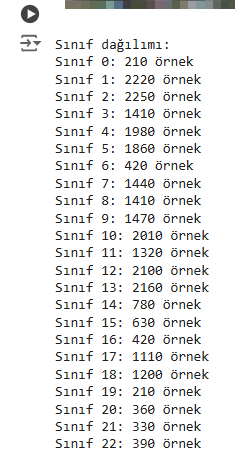 Sınıf dağılımı:
Sınıf 0: 210 örnek
Sınıf 1: 2220 örnek
Sınıf 2: 2250 örnek
Sınıf 3: 1410 örnek
Sınıf 4: 1980 örnek
Sınıf 5: 1860 örnek
Sınıf 6: 420 örnek
Sınıf 7: 1440 örnek
Sınıf 8: 1410 örnek
Sınıf 9: 1470 örnek
Sınıf 10: 2010 örnek
Sınıf 11: 1320 örnek
Sınıf 12: 2100 örnek
Sınıf 13: 2160 örnek
Sınıf 14: 780 örnek
Sınıf 15: 630 örnek
Sınıf 16: 420 örnek
Sınıf 17: 1110 örnek
Sınıf 18: 1200 örnek
Sınıf 19: 210 örnek
Sınıf 20: 360 örnek
Sınıf 21: 330 örnek
Sınıf 22: 390 örnek